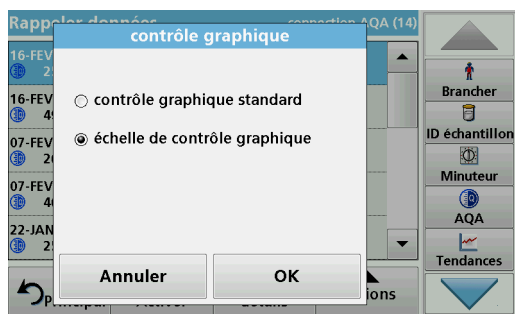 Rappeler données
connection AQA (14)
contrôle graphique
16-FEV
16-FEV
07-FEV
07-FEV
22-JAN
contrôle graphique standard
échelle de contrôle graphique
Annuler
OK
Brancher
ID échantillon
Minuteur
AQA
Tendances